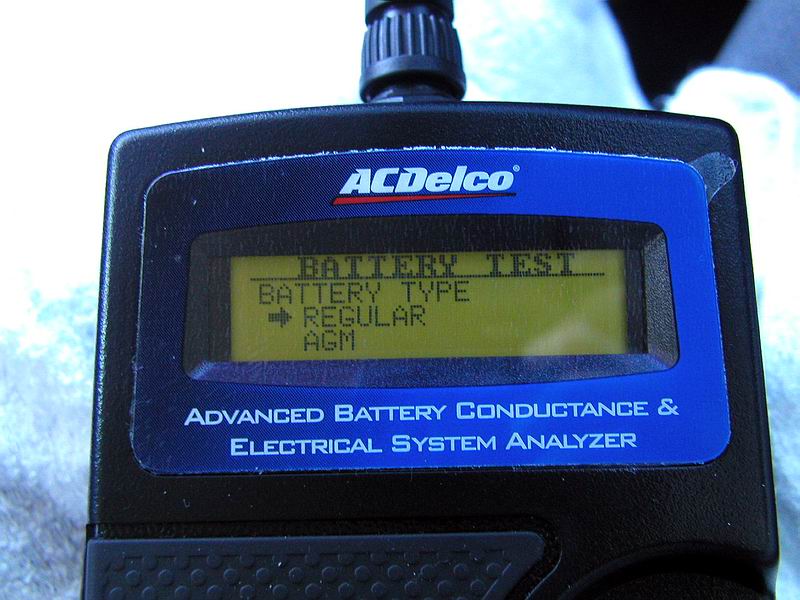 ACDelco®
BATTERY TEST
BATTERY TYPE
➡ REGULAR
AGM
ADVANCED BATTERY CONDUCTANCE &
ELECTRICAL SYSTEM ANALYZER